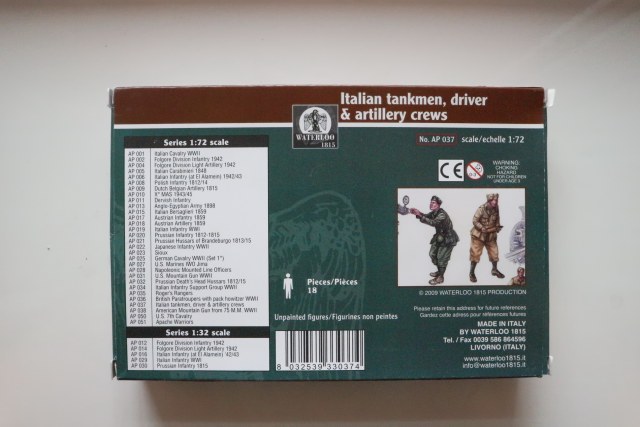 Italian tankmen, driver
& artillery crews
WATERLOO
1815
No. AP 037 scale/echelle 1:72
Series 1:72 scale
AP 001 Italian Cavalry WWII
AP 002 Folgore Division Infantry 1942
AP 004 Folgore Division Light Artillery 1942
AP 005 Italian Carabinieri 1848
AP 006 Italian Infantry (at El Alamein) 1942/43
AP 008 Polish Infantry 1812/14
AP 009 Dutch Belgian Artillery 1815
AP 010 X° MAS 1943/45
AP 011 Dervish Infantry
AP 013 Anglo-Egyptian Army 1898
AP 015 Italian Bersaglieri 1859
AP 017 Austrian Infantry 1859
AP 018 Austrian Artillery 1859
AP 019 Italian Infantry WWI
AP 020 Prussian Infantry 1812-1815
AP 021 Prussian Hussars of Brandeburgo 1813/15
AP 022 Japanese Infantry WWII
AP 023 Sioux
AP 025 German Cavalry WWII (Set 1°)
AP 027 U.S. Marines IWO Jima
AP 028 Napoleonic Mounted Line Officers
AP 031 U.S. Mountain Gun WWII
AP 032 Prussian Death's Head Hussars 1812/15
AP 034 Italian Infantry Support Group WWII
AP 035 Roger's Rangers
AP 036 British Paratroopers with pack howitzer WWII
AP 037 Italian tankmen, driver & artillery crews
AP 038 American Mountain Gun from 75 M.M. WWII
AP 050 U.S. 7th Cavalry
AP 051 Apache Warriors
Series 1:32 scale
AP 012 Folgore Division Infantry 1942
AP 014 Folgore Division Light Artillery 1942
AP 016 Italian Infantry (at El Alamein) '42/43
AP 029 Italian Infantry WWI
AP 030 Prussian Infantry 1815
CE
WARNING:
CHOKING-
HAZARD
NOT FOR CHILDREN
UNDER AGE 3
Pieces/Pièces
18
Unpainted figures/Figurines non peintes
8 032539 330374
© 2009 WATERLOO 1815 PRODUCTION
Please retain this address for future references
Gardez cette adresse pour références futures
MADE IN ITALY
BY WATERLOO 1815
Tel. / Fax 0039 586 864596
LIVORNO (ITALY)
www.waterloo1815.it
info@waterloo1815.it